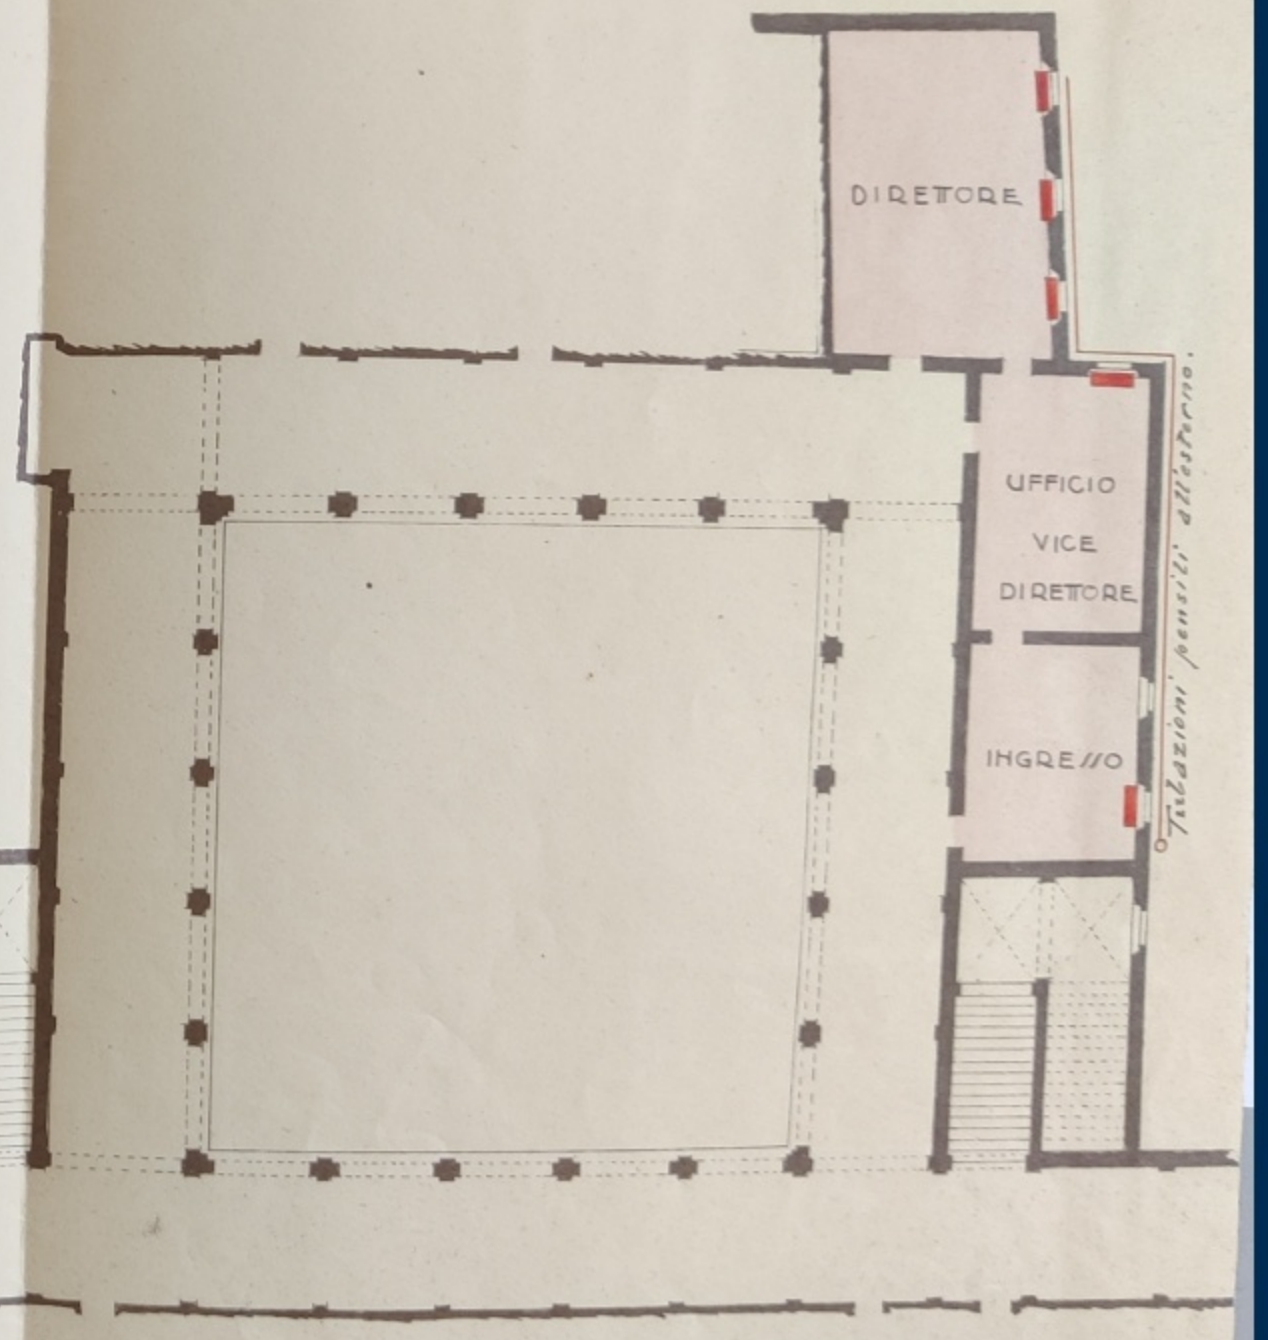 DIRETTORE
UFFICIO
VICE
DIRETTORE
INGRESSO
Tubazioni pensili all'esterno.